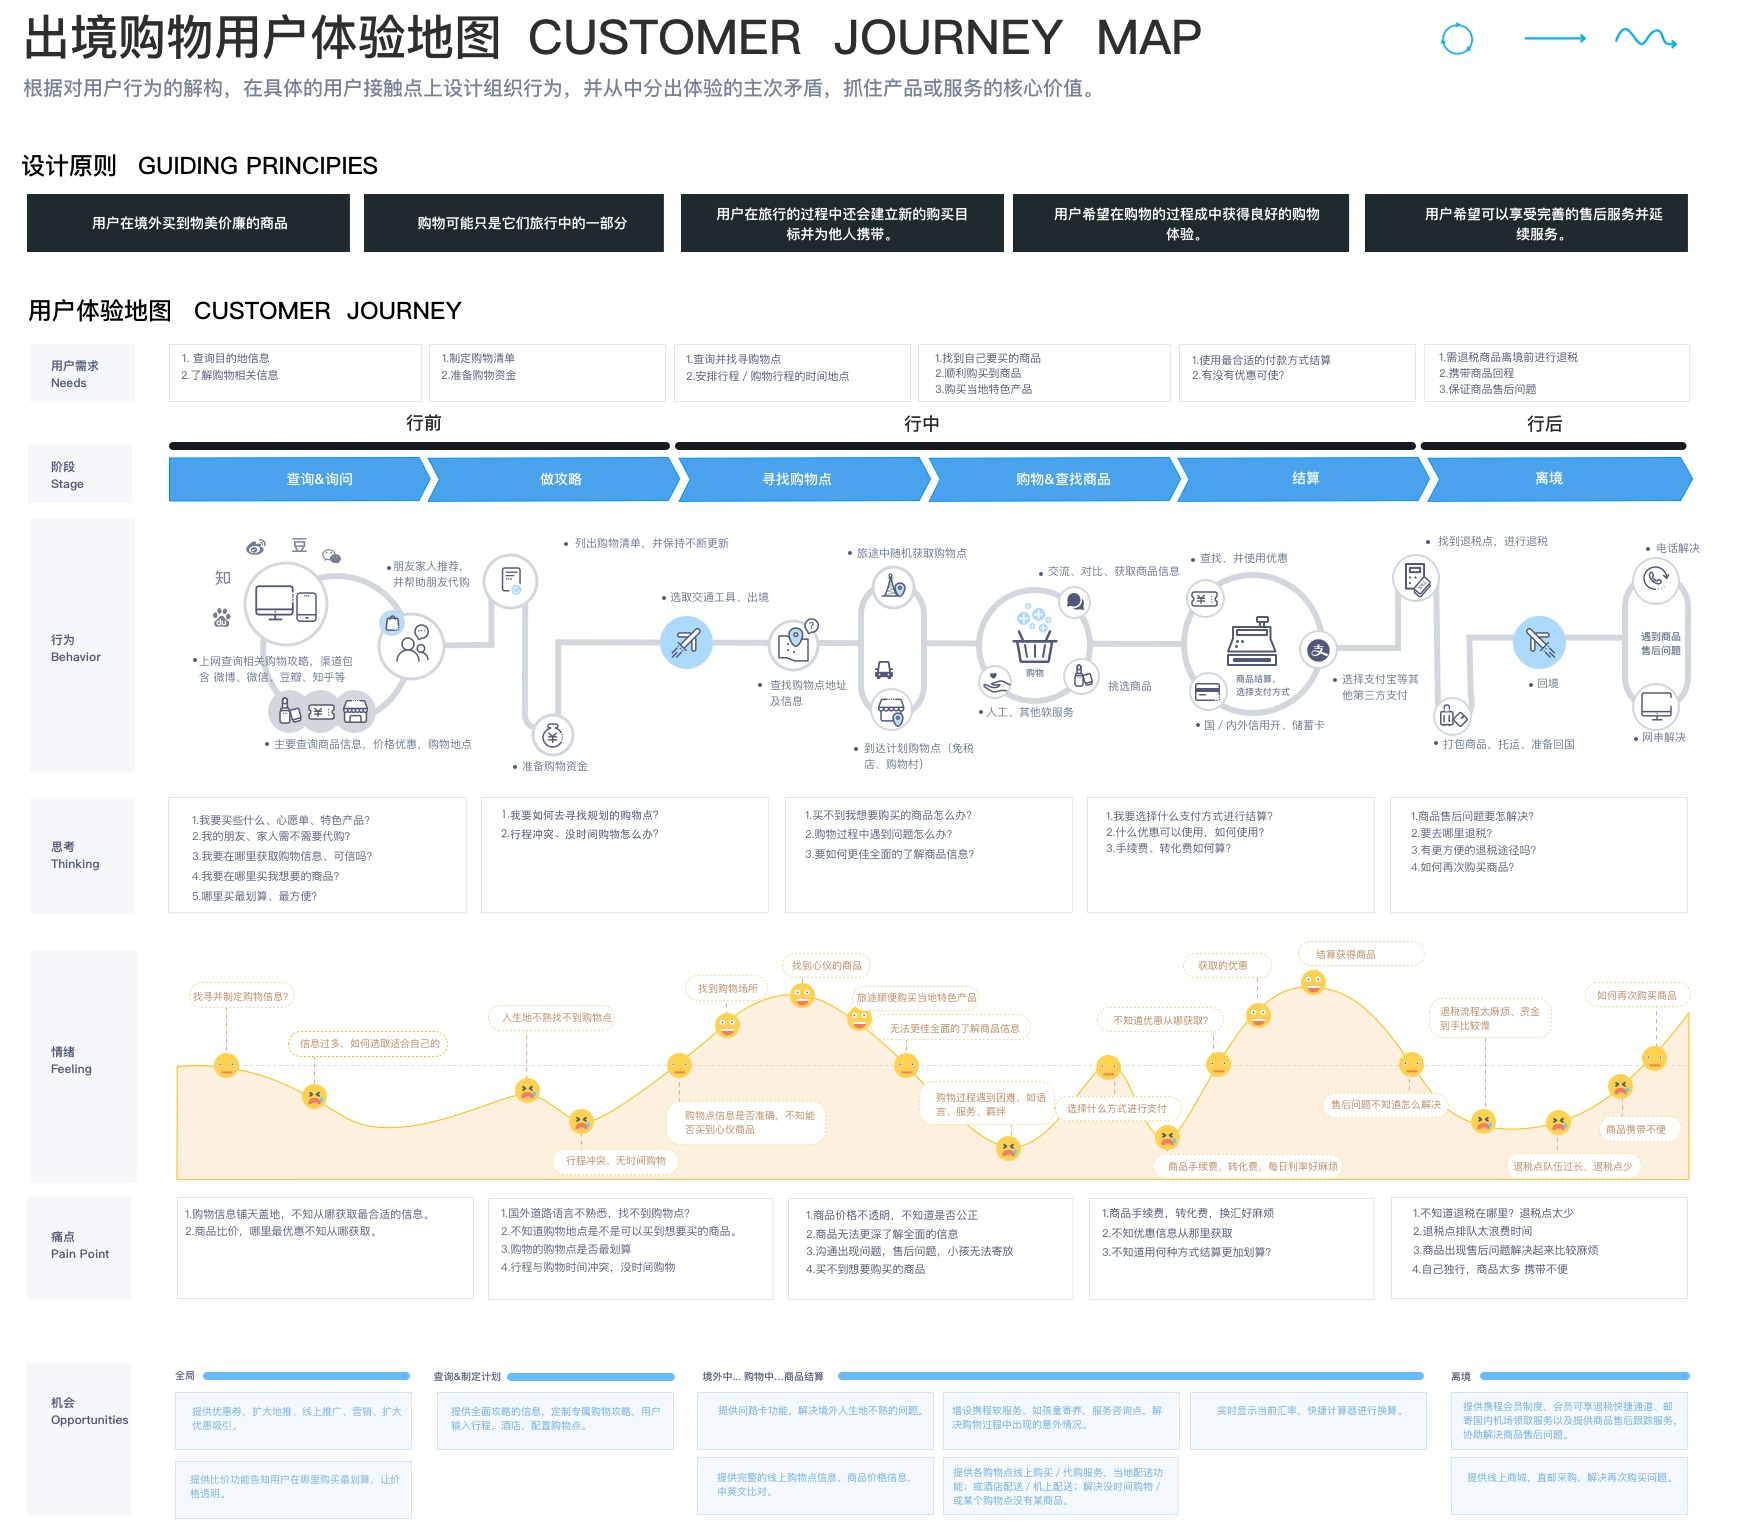 出境购物用户体验地图 CUSTOMER JOURNEY MAP
根据对用户行为的解构，在具体的用户接触点上设计组织行为，并从中分出体验的主次矛盾，抓住产品或服务的核心价值。
设计原则 GUIDING PRINCIPIES
用户在境外买到物美价廉的商品
购物可能只是它们旅行中的一部分
用户在旅行的过程中还会建立新的购买目
标并为他人携带。
用户希望在购物的过程成中获得良好的购物
体验。
用户希望可以享受完善的售后服务并延
续服务。
用户体验地图 CUSTOMER JOURNEY
用户需求
Needs
1. 查询目的地信息
2.了解购物相关信息
1.制定购物清单
2.准备购物资金
1.查询并找寻购物点
2.安排行程 / 购物行程的时间地点
1.找到自己要买的商品
2.顺利购买到商品
3.购买当地特色产品
1.使用最合适的付款方式结算
2.有没有优惠可使?
1.需退税商品离境前进行退税
2.携带商品回程
3.保证商品售后问题
行前
行中
行后
阶段
Stage
查询&询问
做攻略
寻找购物点
购物&查找商品
结算
离境
行为
Behavior
知
豆
du
朋友家人推荐,
并帮助朋友代购
上网查询相关购物攻略，渠道包
含 微博、微信、豆瓣、知乎等
主要查询商品信息，价格优惠，购物地点
列出购物清单，并保持不断更新
准备购物资金
选取交通工具、出境
查找购物点地址
及信息
旅途中随机获取购物点
到达计划购物点（免税
店、购物村）
交流、对比、获取商品信息
购物
挑选商品
人工、其他软服务
查找、并使用优惠
商品结算，
选择支付方式
支
国 / 内外信用开、储蓄卡
选择支付宝等其
他第三方支付
找到退税点，进行退税
打包商品，托运、准备回国
回境
电话解决
遇到商品
售后问题
网申解决
思考
Thinking
1.我要买些什么、心愿单、特色产品?
2.我的朋友、家人需不需要代购?
3.我要在哪里获取购物信息、可信吗?
4.我要在哪里买我想要的商品?
5.哪里买最划算、最方便?
1.我要如何去寻找规划的购物点?
2.行程冲突、没时间购物怎么办?
1.买不到我想要购买的商品怎么办?
2.购物过程中遇到问题怎么办?
3.要如何更佳全面的了解商品信息?
1.我要选择什么支付方式进行结算?
2.什么优惠可以使用，如何使用?
3.手续费、转化费如何算?
1.商品售后问题要怎解决?
2.要去哪里退税?
3.有更方便的退税途径吗?
4.如何再次购买商品?
情绪
Feeling
找寻并制定购物信息?
信息过多，如何选取适合自己的
人生地不熟找不到购物点
行程冲突，无时间购物
找到购物场所
购物点信息是否准确，不知能
否买到心仪商品
找到心仪的商品
旅途顺便购买当地特色产品
无法更佳全面的了解商品信息
购物过程遇到困难，如语
言、服务、羁绊
选择什么方式进行支付
不知道优惠从哪获取?
商品手续费，转化费，每日利率好麻烦
获取的优惠
结算获得商品
售后问题不知道怎么解决
退税流程太麻烦、资金
到手比较慢
退税点队伍过长、退税点少
商品携带不便
如何再次购买商品
痛点
Pain Point
1.购物信息铺天盖地，不知从哪获取最合适的信息。
2.商品比价，哪里最优惠不知从哪获取。
1.国外道路语言不熟悉，找不到购物点?
2.不知道购物地点是不是可以买到想要买的商品。
3.购物的购物点是否最划算
4.行程与购物时间冲突，没时间购物
1.商品价格不透明，不知道是否公正
2.商品无法更深了解全面的信息
3.沟通出现问题，售后问题，小孩无法寄放
4.买不到想要购买的商品
1.商品手续费，转化费，换汇好麻烦
2.不知优惠信息从那里获取
3.不知道用何种方式结算更加划算?
1.不知道退税在哪里？退税点太少
2.退税点排队太浪费时间
3.商品出现售后问题解决起来比较麻烦
4.自己独行，商品太多 携带不便
机会
Opportunities
全局
提供优惠券，扩大地推、线上推广、营销、扩大
优惠吸引。
提供比价功能告知用户在哪里购买最划算，让价
格透明。
查询&制定计划
提供全面攻略的信息，定制专属购物攻略，用户
输入行程，酒店，配置购物点。
境外中... 购物中...商品结算
提供问路卡功能，解决境外人生地不熟的问题。
增设携程软服务，如孩童寄养，服务咨询点，解
决购物过程中出现的意外情况。
实时显示当前汇率，快捷计算器进行换算。
提供完整的线上购物点信息，商品价格信息，
中英文比对。
提供各购物点线上购买 / 代购服务，当地配送功
能；或酒店配送 / 机上配送；解决没时间购物 /
或某个购物点没有某商品。
离境
提供携程会员制度，会员可享退税快捷通道、邮
寄国内机场领取服务以及提供商品售后跟踪服务，
协助解决商品售后问题。
提供线上商城，直邮采购，解决再次购买问题。